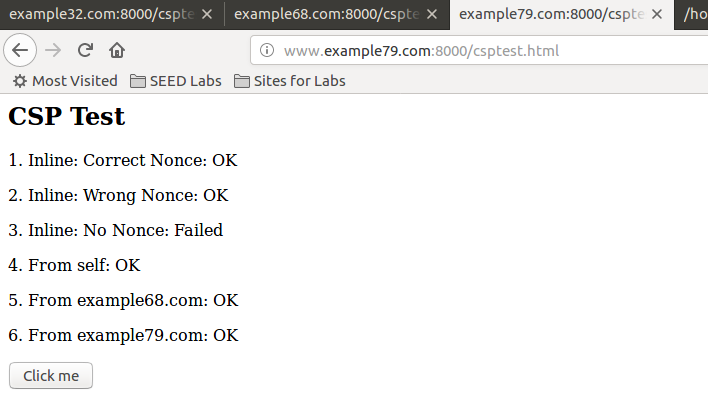 example32.com:8000/cspte
example68.com:8000/cspte
example79.com:8000/cspte
/ho
www.example79.com:8000/csptest.html
Most Visited
SEED Labs
Sites for Labs
CSP Test
1. Inline: Correct Nonce: OK
2. Inline: Wrong Nonce: OK
3. Inline: No Nonce: Failed
4. From self: OK
5. From example68.com: OK
6. From example79.com: OK
Click me